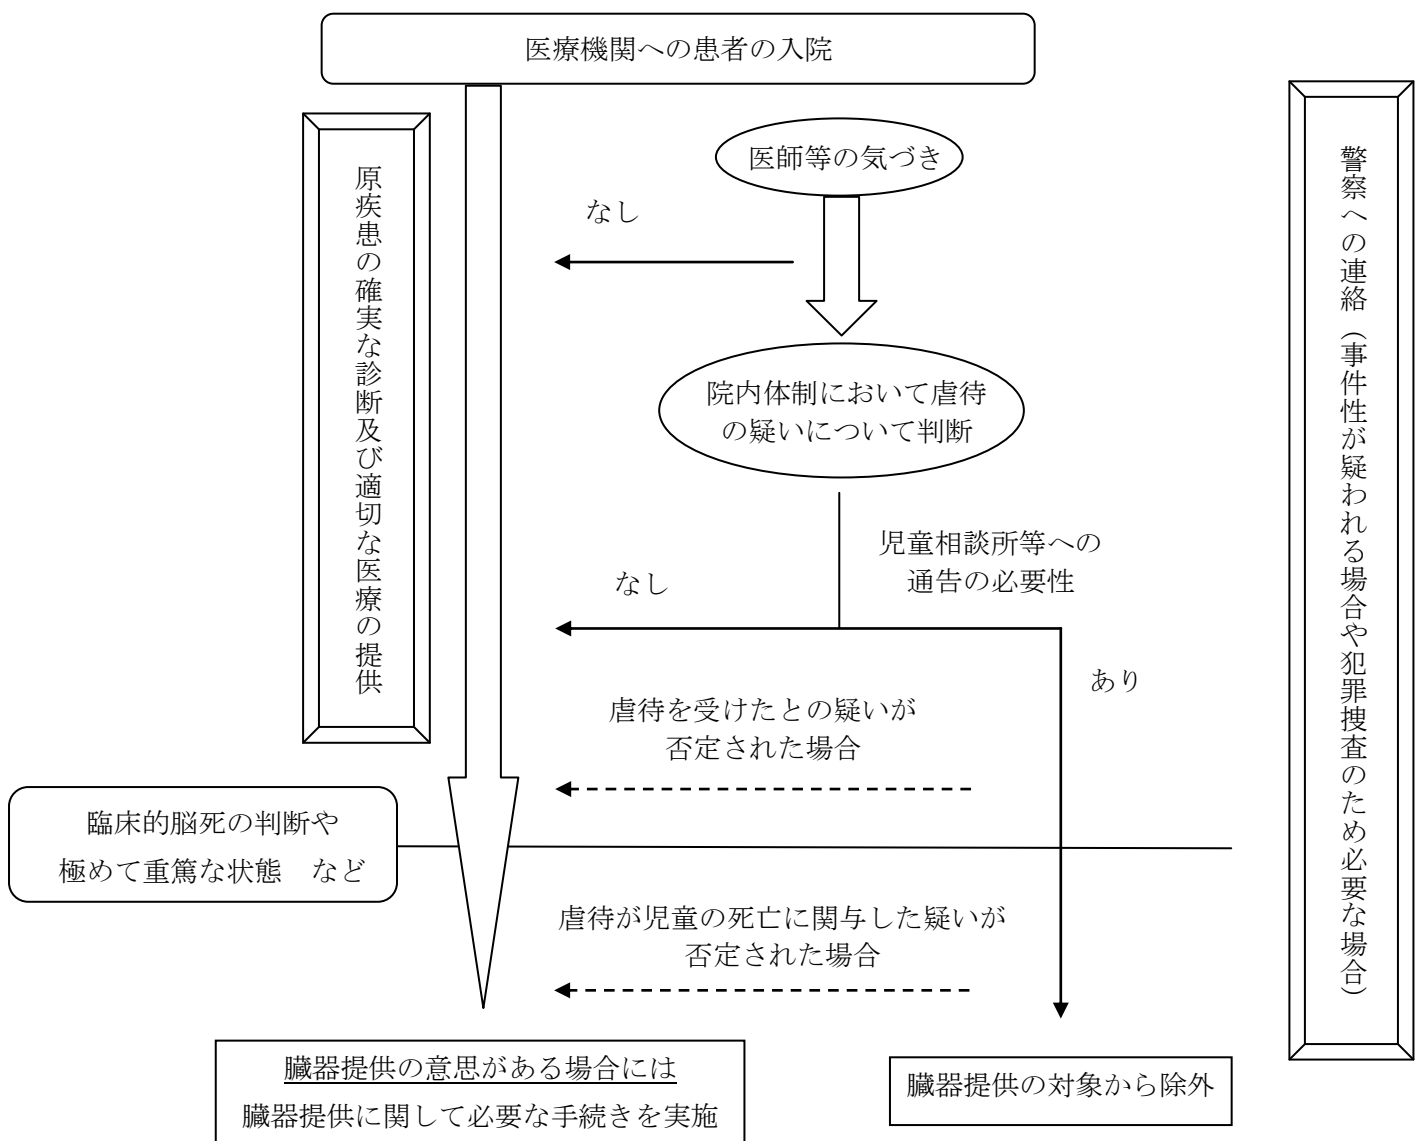 医療機関への患者の入院
原疾患の確実な診断及び適切な医療の提供
医師等の気づき
なし
院内体制において虐待
の疑いについて判断
児童相談所等への
通告の必要性
なし
あり
虐待を受けたとの疑いが
否定された場合
臨床的脳死の判断や
極めて重篤な状態　など
虐待が児童の死亡に関与した疑いが
否定された場合
臓器提供の意思がある場合には
臓器提供に関して必要な手続きを実施
臓器提供の対象から除外
警察への連絡（事件性が疑われる場合や犯罪捜査のため必要な場合）